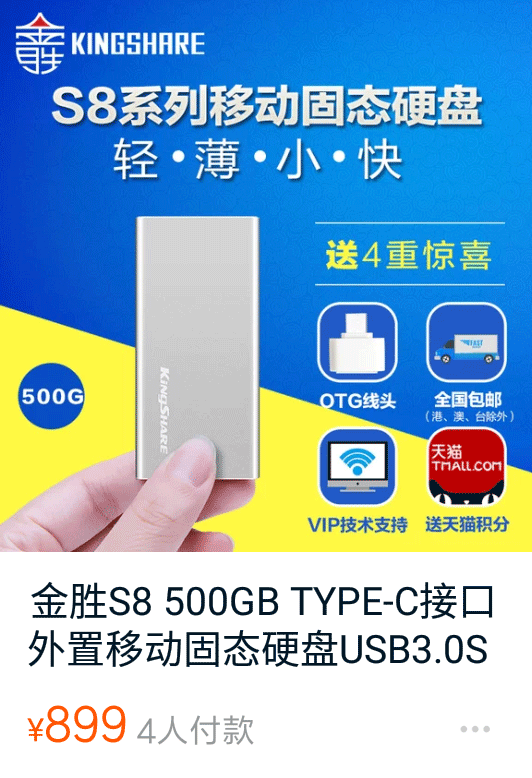 金胜 KINGSHARE
S8系列移动固态硬盘
轻·薄·小·快
送4重惊喜
500G
KINGSHARE
OTG线头
全国包邮
（港、澳、台除外）
天猫
TMALL.COM
VIP技术支持
送天猫积分
金胜S8 500GB TYPE-C接口
外置移动固态硬盘USB3.0S
¥899 4人付款